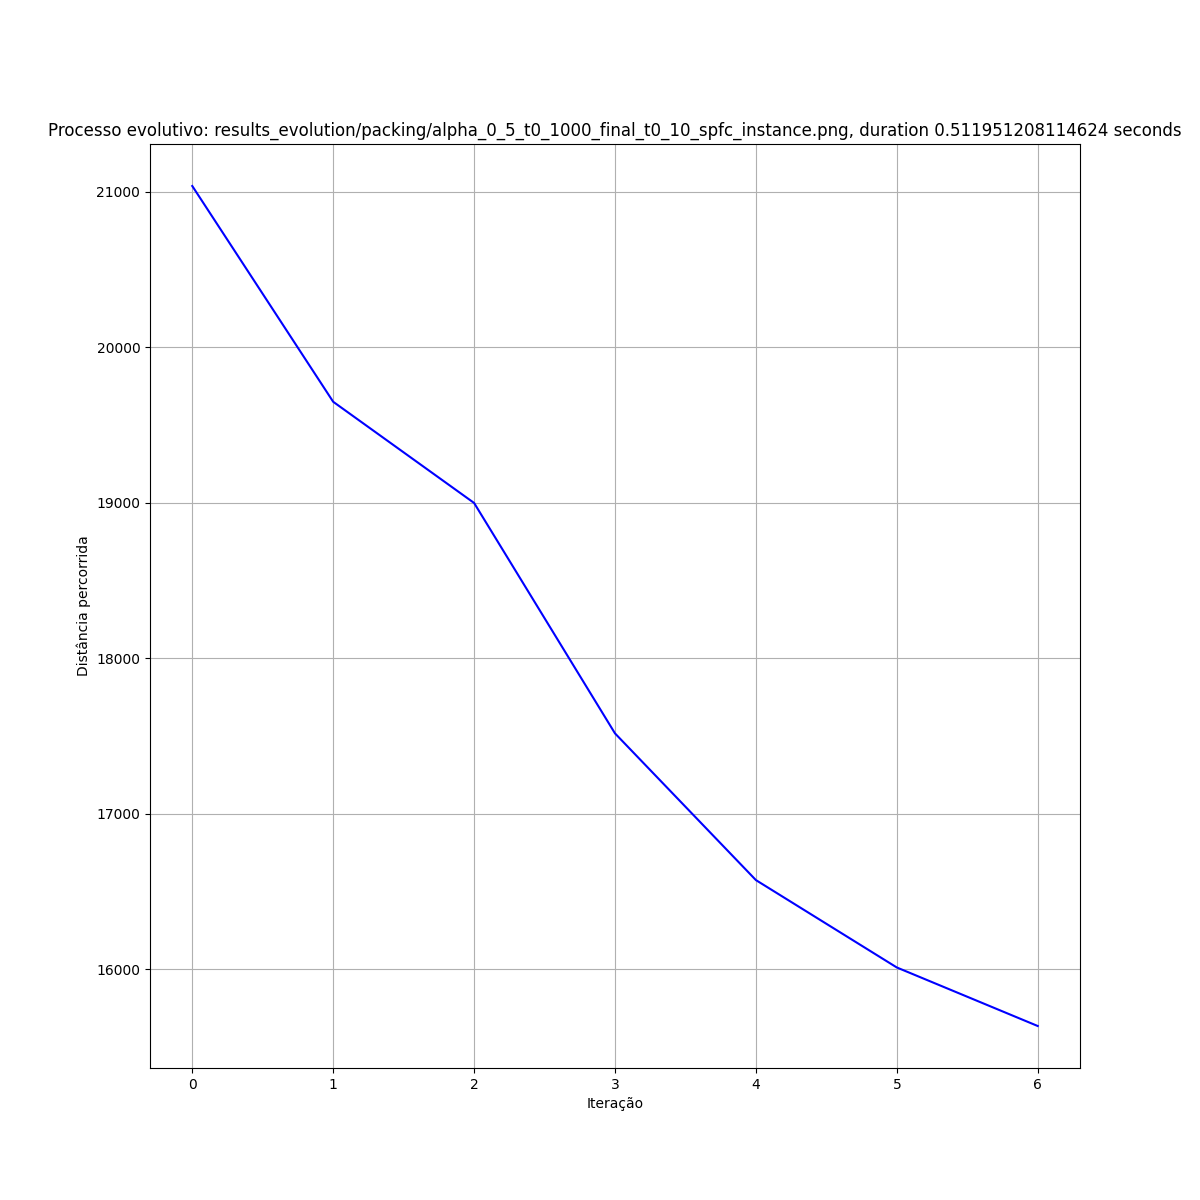 Processo evolutivo: results_evolution/packing/alpha_0_5_t0_1000_final_t0_10_spfc_instance.png, duration 0.511951208114624 seconds
21000
20000
19000
18000
17000
16000
Distância percorrida
0 1 2 3 4 5 6
Iteração